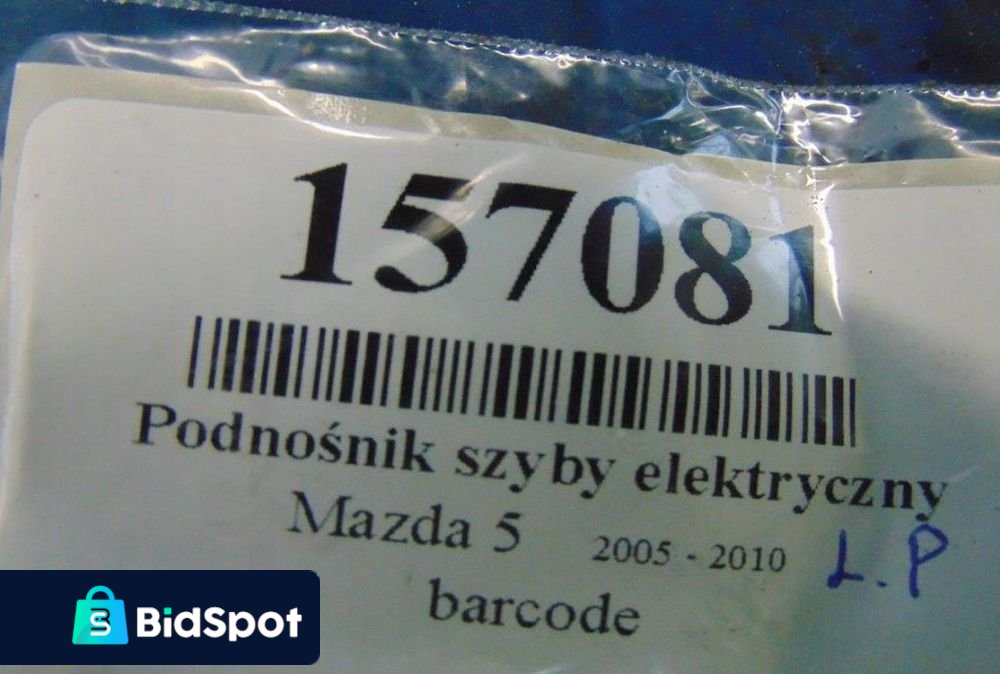 157081
Podnośnik szyby elektryczny
Mazda 5 2005 - 2010 L.P
barcode
BidSpot